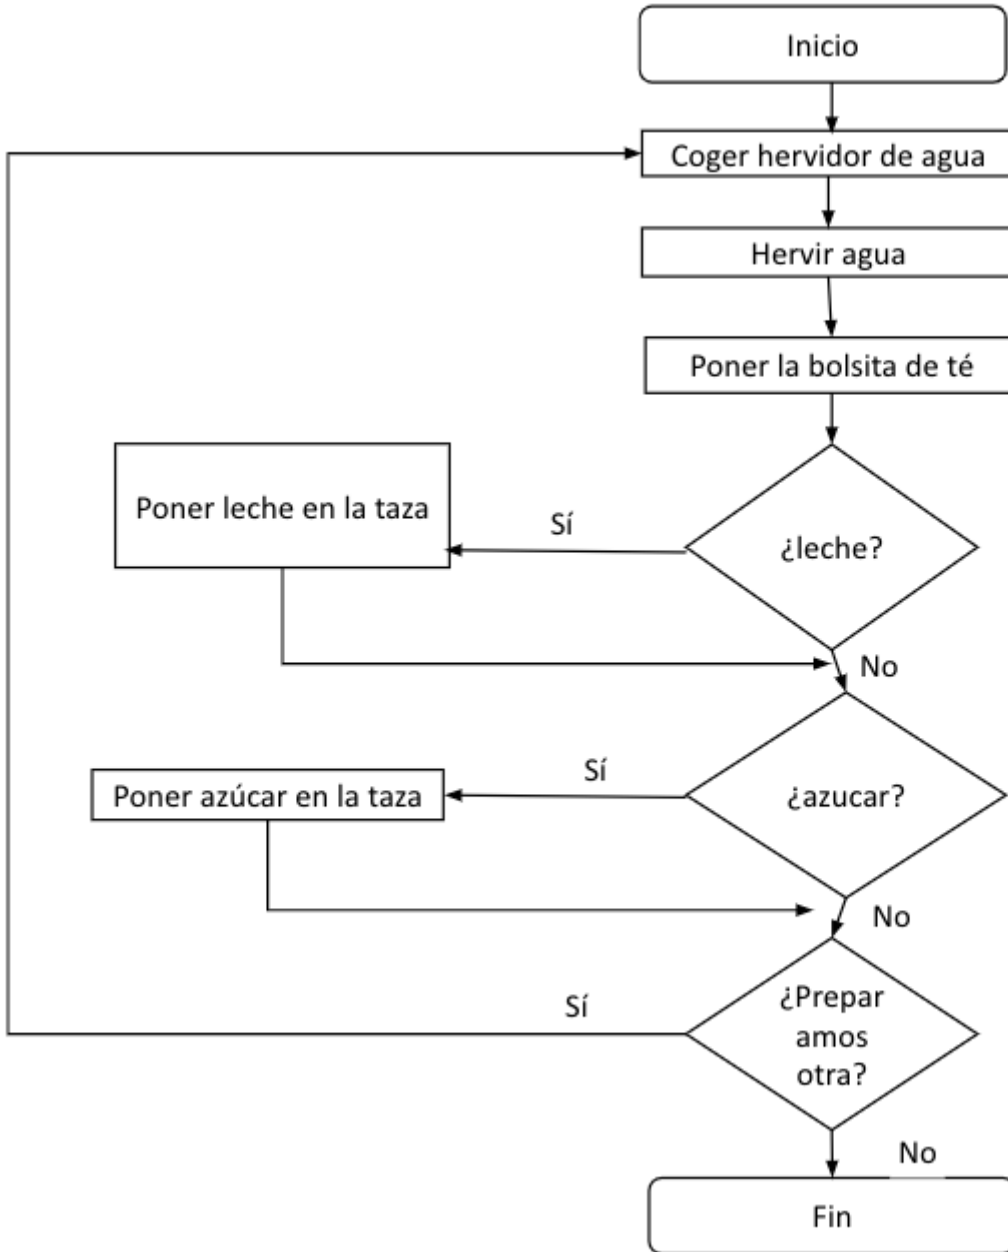 Inicio
Coger hervidor de agua
Hervir agua
Poner la bolsita de té
Poner leche en la taza
Sí
¿leche?
No
Poner azúcar en la taza
Sí
¿azucar?
No
Sí
¿Prepar
amos
otra?
No
Fin